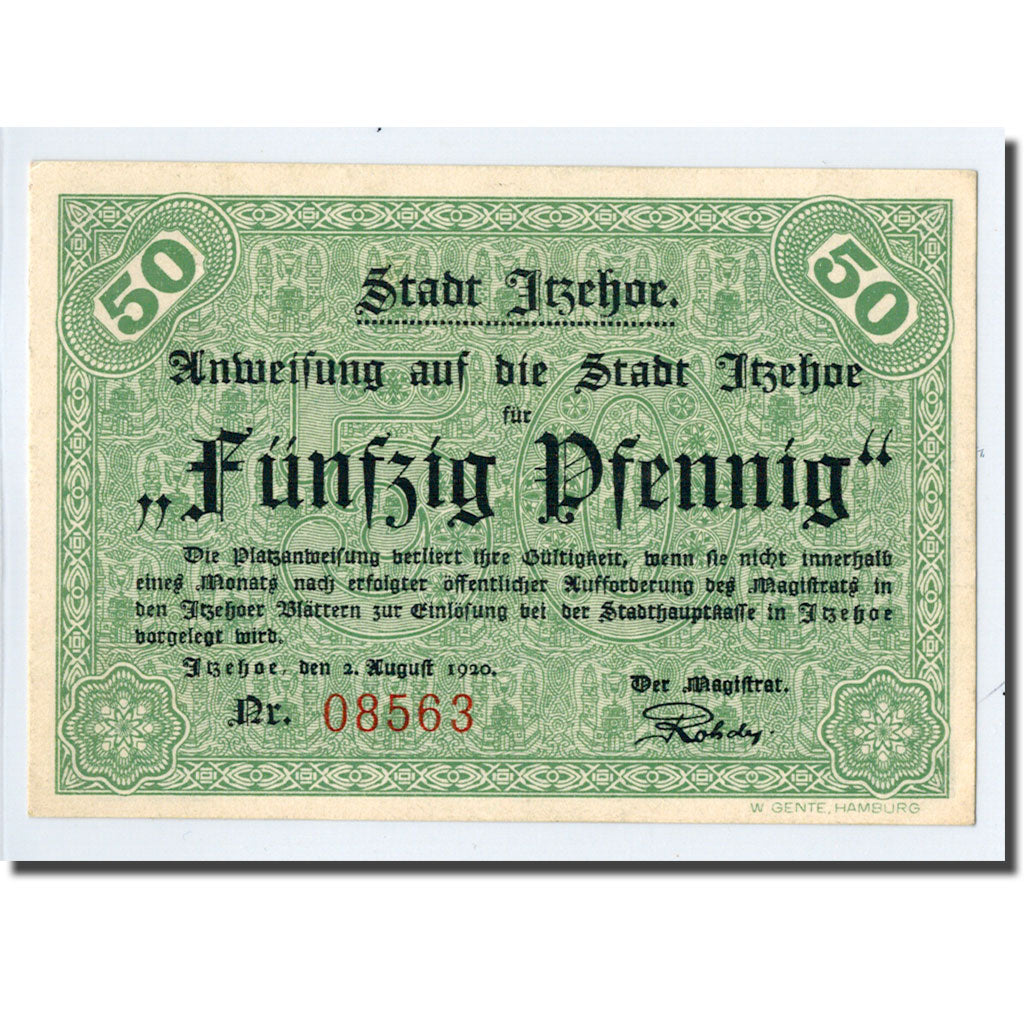 50 50
Stadt Itzehoe.
Anweisung auf die Stadt Itzehoe
für
„Fünfzig Pfennig“
Die Platzanweisung verliert ihre Gültigkeit, wenn sie nicht innerhalb
eines Monats nach erfolgter öffentlicher Aufforderung des Magistrats in
den Itzehoer Blättern zur Einlösung bei der Stadthauptkasse in Itzehoe
vorgelegt wird.
Itzehoe, den 2. August 1920.
Der Magistrat.
Nr. 08563
W GENTE, HAMBURG
50